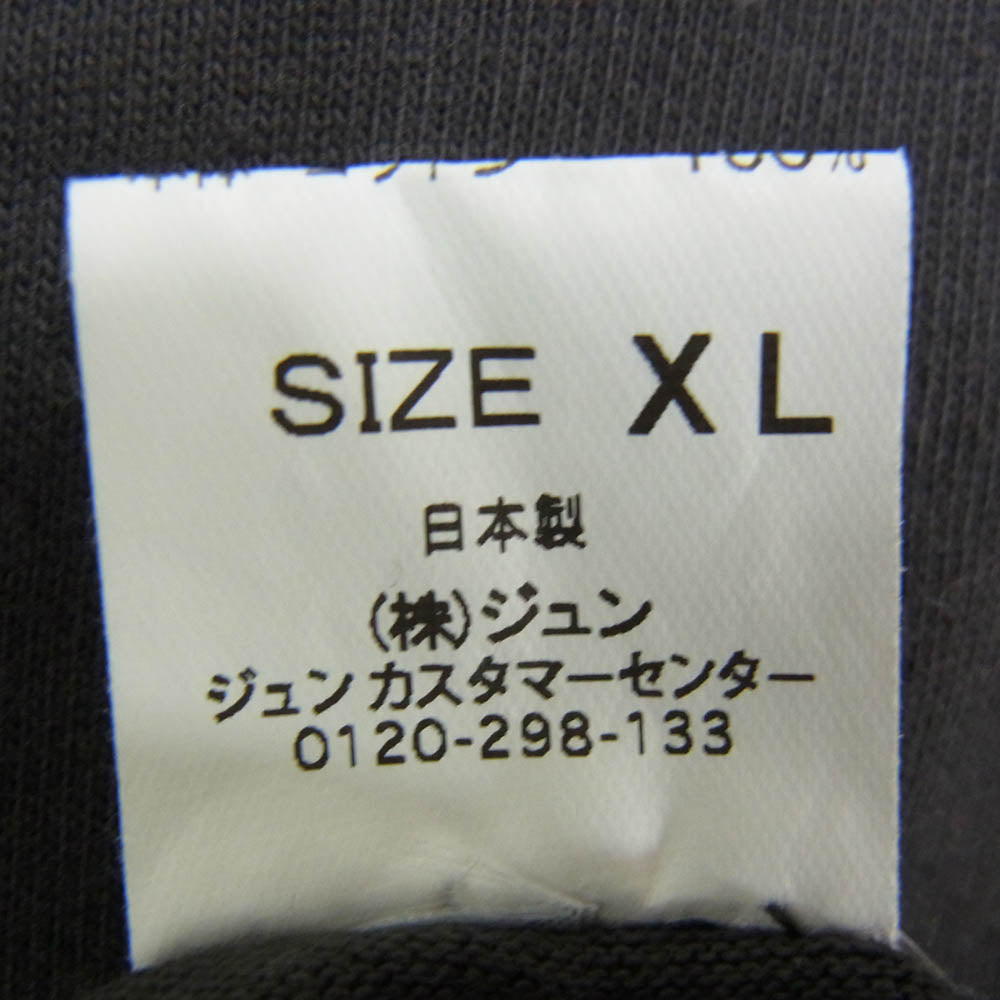 100%
SIZE XL
日本製
(株)ジュン
ジュンカスタマーセンター
0120-298-133